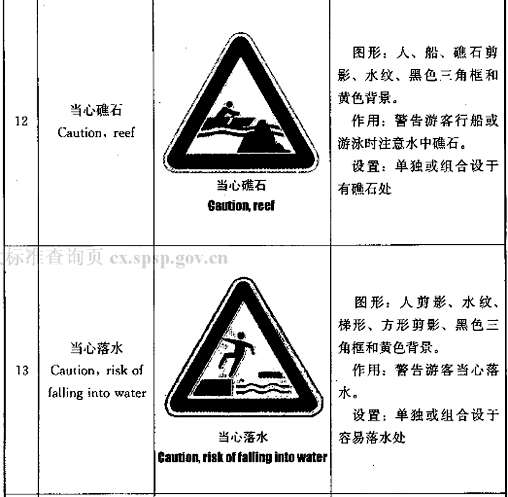 12
当心礁石
Caution, reef
当心礁石
Caution, reef
图形：人、船、礁石剪
影、水纹、黑色三角框和
黄色背景。
作用：警告游客行船或
游泳时注意水中礁石。
设置：单独或组合设于
有礁石处
标准查询页 cx.spsp.gov.cn
13
当心落水
Caution, risk of
falling into water
当心落水
Caution, risk of falling into water
图形：人剪影、水纹、
梯形、方形剪影、黑色三
角框和黄色背景。
作用：警告游客当心落
水。
设置：单独或组合设于
容易落水处